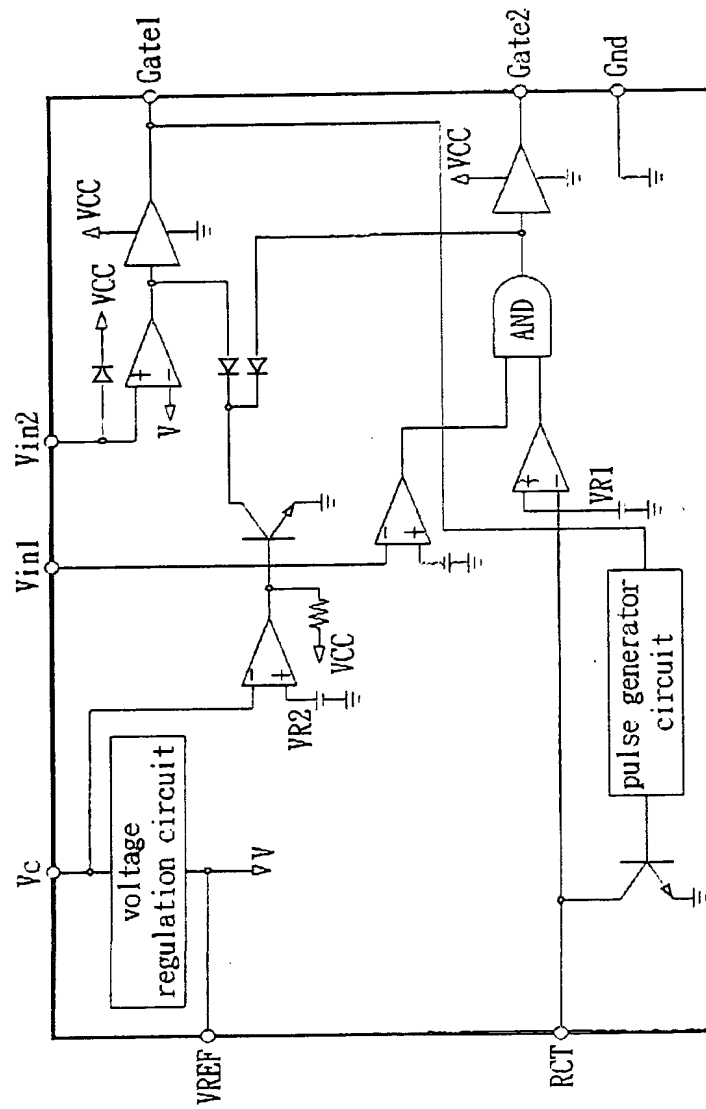 Vc
Vin1
Vin2
VCC
VCC
Gate1
voltage
regulation circuit
V
V
VR2
VCC
VREF
VCC
Gate2
AND
Gnd
VR1
RCT
pulse generator
circuit